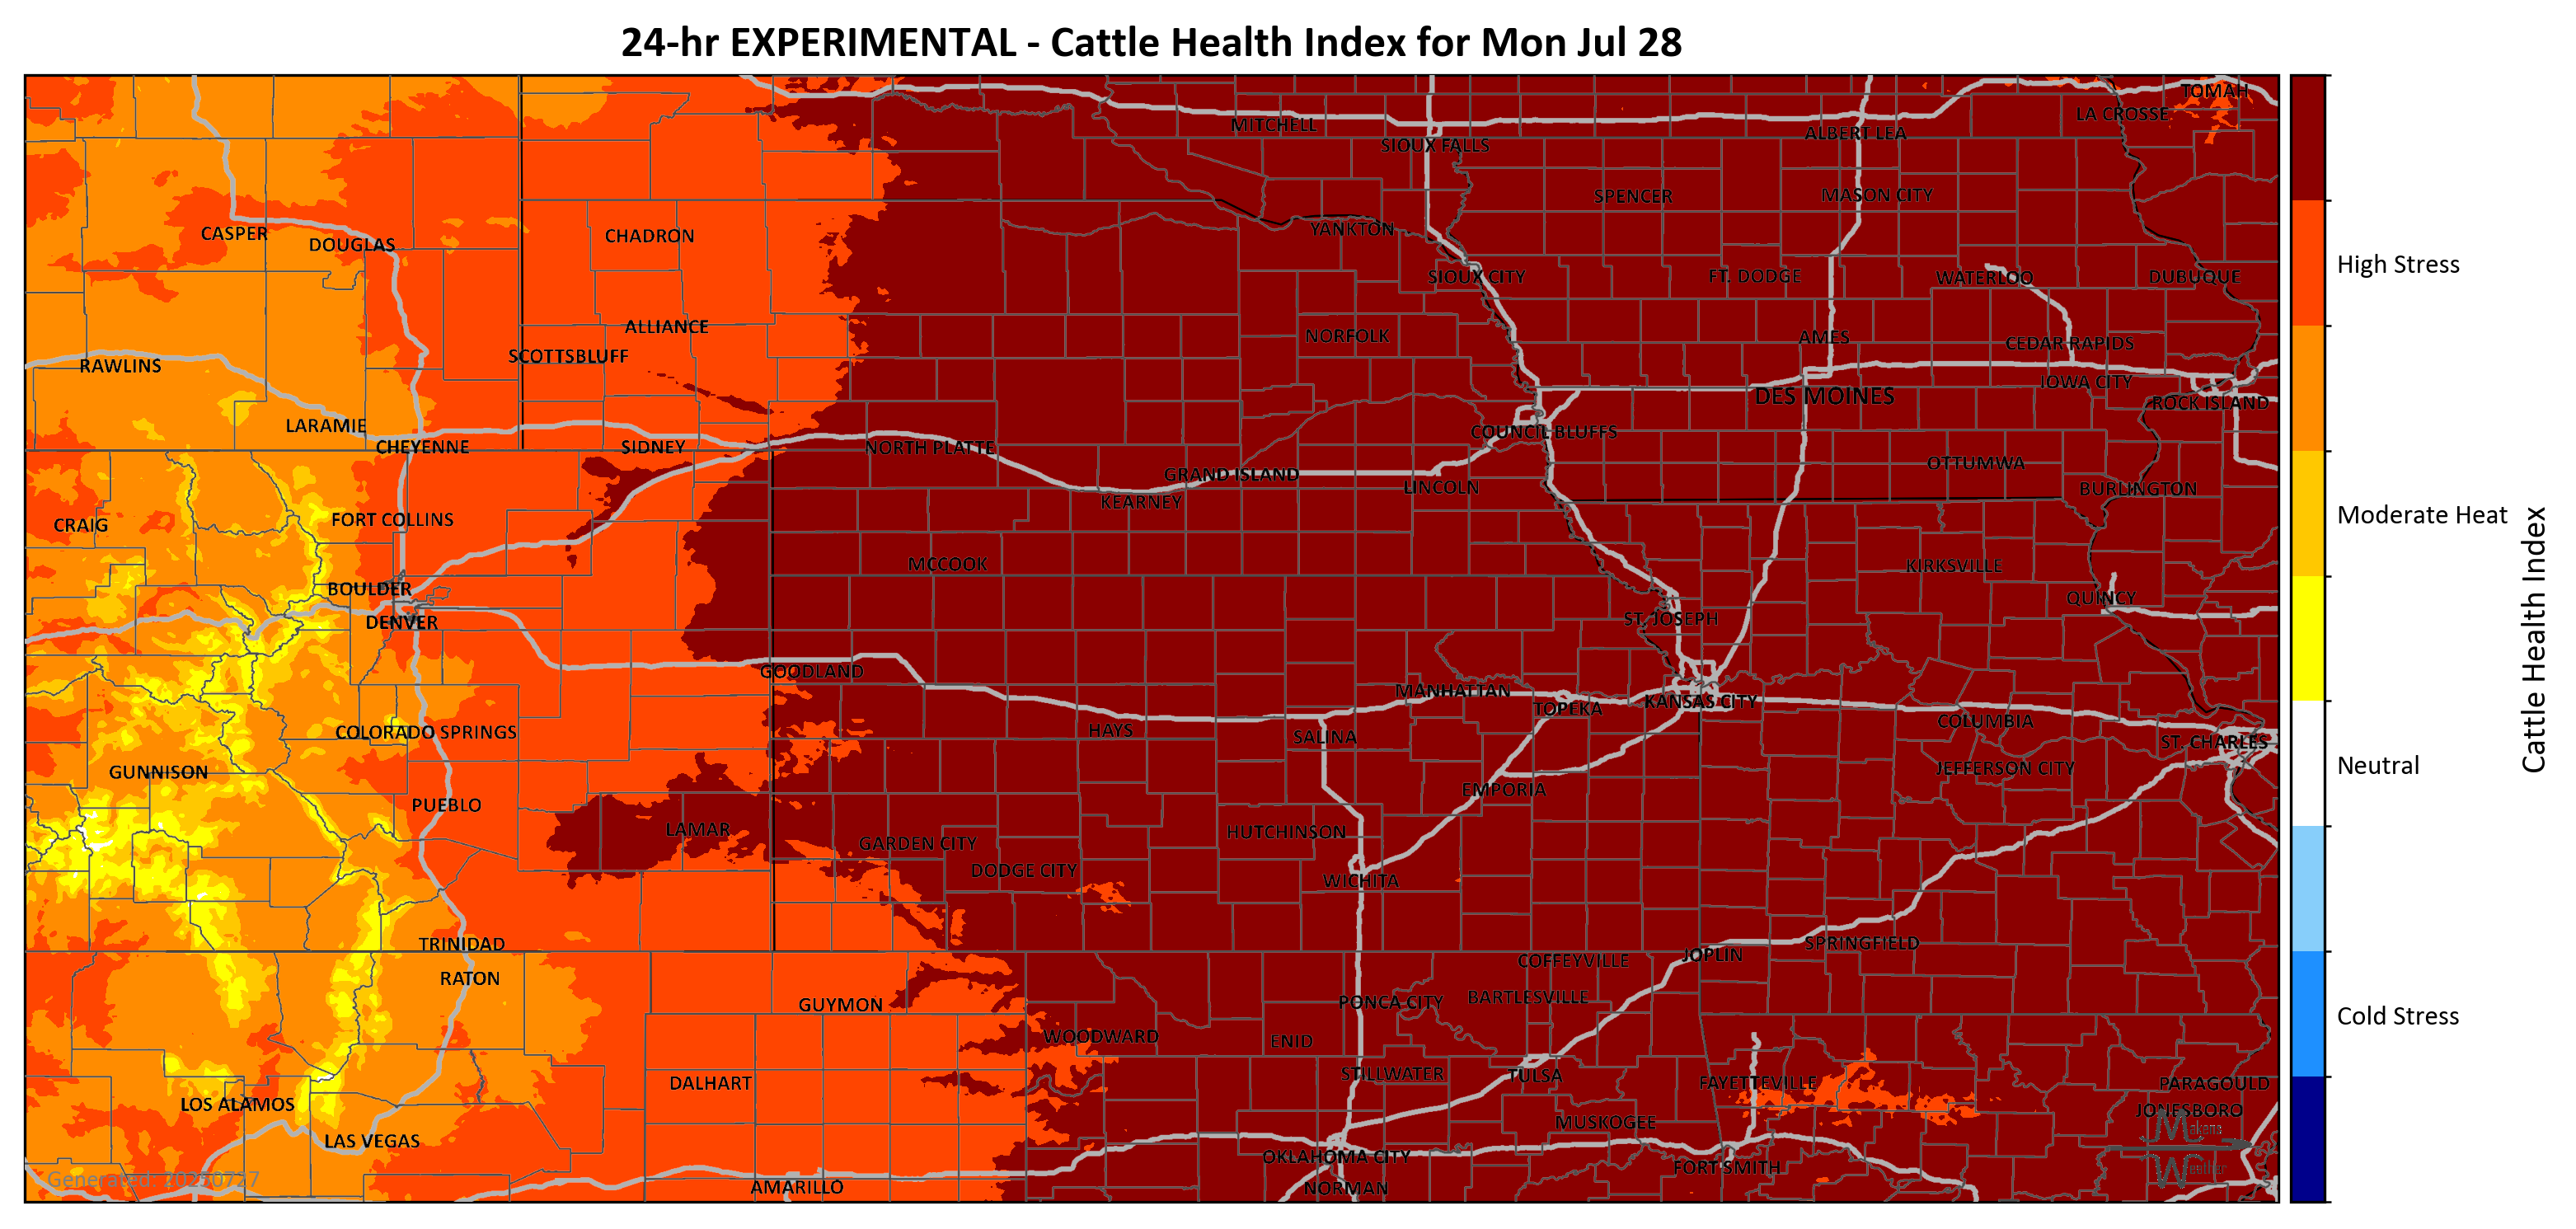 24-hr EXPERIMENTAL - Cattle Health Index for Mon Jul 28
TOMAH
LA CROSSE
MITCHELL
ALBERT LEA
SIOUX FALLS
SPENCER
MASON CITY
CASPER
DOUGLAS
CHADRON
YANKTON
SIOUX CITY
FT. DODGE
WATERLOO
DUBUQUE
High Stress
ALLIANCE
NORFOLK
AMES
CEDAR RAPIDS
SCOTTSBLUFF
RAWLINS
IOWA CITY
DES MOINES
ROCK ISLAND
LARAMIE
COUNCIL BLUFFS
CHEYENNE
SIDNEY
NORTH PLATTE
OTTUMWA
GRAND ISLAND
LINCOLN
BURLINGTON
KEARNEY
CRAIG
FORT COLLINS
Moderate Heat
MCCOOK
KIRKSVILLE
BOULDER
QUINCY
DENVER
ST. JOSEPH
Cattle Health Index
GOODLAND
MANHATTAN
TOPEKA
KANSAS CITY
COLUMBIA
COLORADO SPRINGS
HAYS
SALINA
ST. CHARLES
GUNNISON
JEFFERSON CITY
Neutral
EMPORIA
PUEBLO
LAMAR
HUTCHINSON
GARDEN CITY
DODGE CITY
WICHITA
TRINIDAD
SPRINGFIELD
JOPLIN
COFFEYVILLE
RATON
GUYMON
PONCA CITY
BARTLESVILLE
Cold Stress
WOODWARD
ENID
STILLWATER
TULSA
DALHART
FAYETTEVILLE
PARAGOULD
LOS ALAMOS
JONESBORO
MUSKOGEE
Makens
LAS VEGAS
OKLAHOMA CITY
FORT SMITH
Weather
Generated: 20250727
AMARILLO
NORMAN